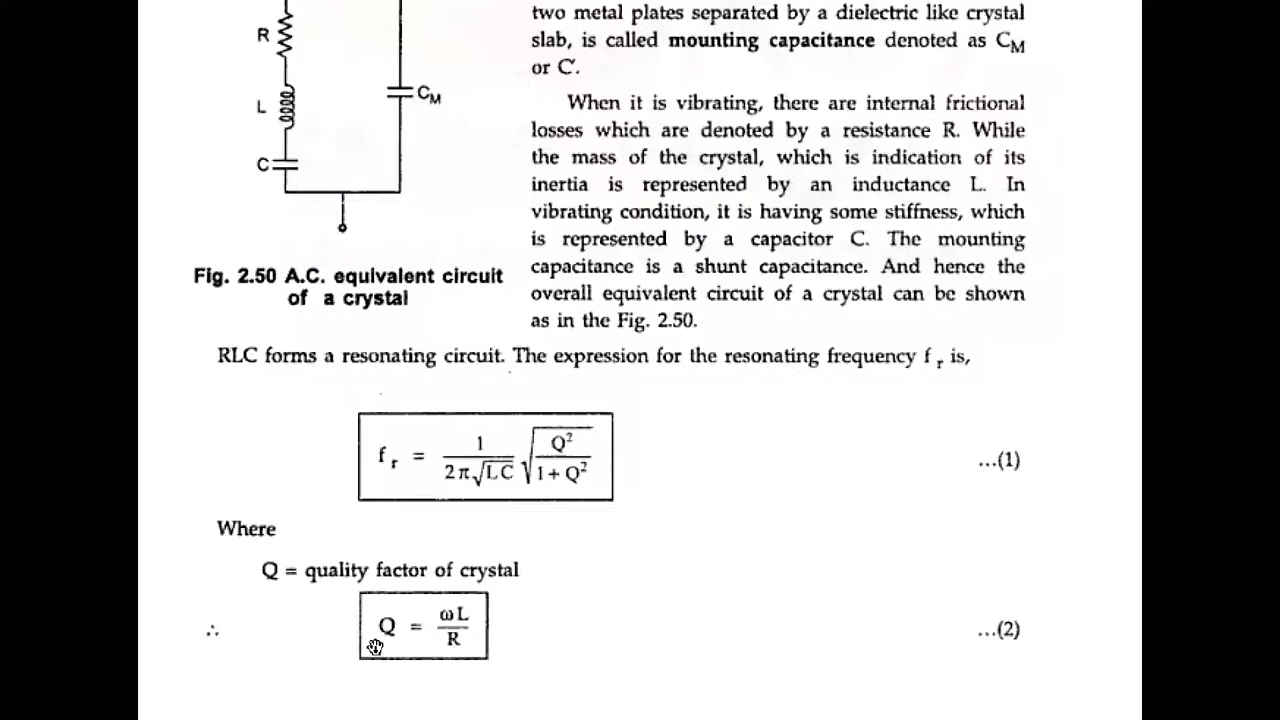 two metal plates separated by a dielectric like crystal
slab, is called mounting capacitance denoted as CM
or C'.
R
L
CM
C
When it is vibrating, there are internal frictional
losses which are denoted by a resistance R. While
the mass of the crystal, which is indication of its
inertia is represented by an inductance L. In
vibrating condition, it is having some stiffness, which
is represented by a capacitor C. The mounting
capacitance is a shunt capacitance. And hence the
overall equivalent circuit of a crystal can be shown
as in the Fig. 2.50.
Fig. 2.50 A.C. equivalent circuit
of a crystal
RLC forms a resonating circuit. The expression for the resonating frequency f r is,
f r = 1 / 2π√LC √Q² / 1 + Q² ...(1)
Where
Q = quality factor of crystal
∴ Q = ωL / R ...(2)